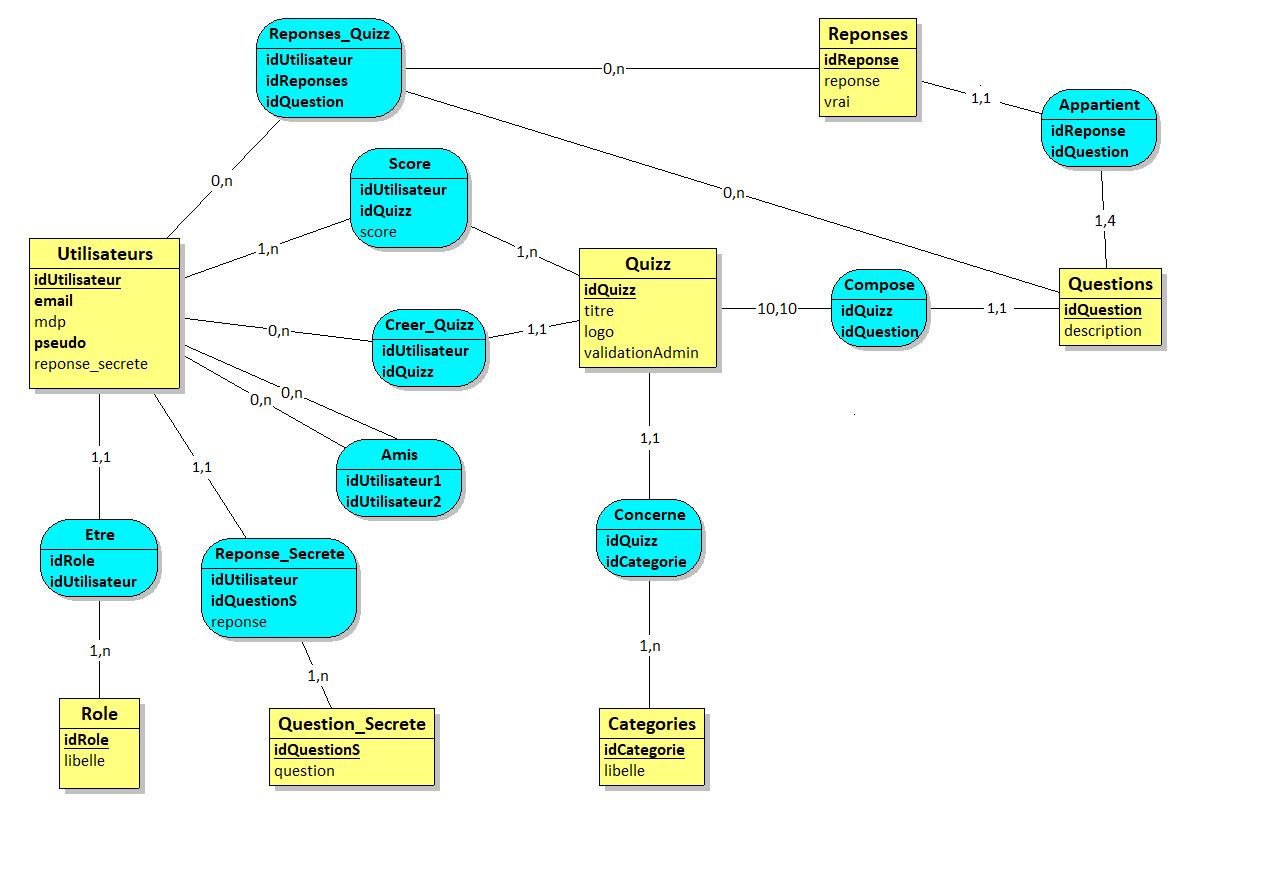 Reponses_Quizz
idUtilisateur
idReponses
idQuestion
Reponses
idReponse
reponse
vrai
0,n
1,1
Appartient
idReponse
idQuestion
0,n
Score
idUtilisateur
idQuizz
score
0,n
1,4
Utilisateurs
idUtilisateur
email
mdp
pseudo
reponse_secrete
1,n
1,n
Quizz
idQuizz
titre
logo
validationAdmin
10,10
Compose
idQuizz
idQuestion
1,1
Questions
idQuestion
description
0,n
Creer_Quizz
idUtilisateur
idQuizz
1,1
0,n
0,n
Amis
idUtilisateur1
idUtilisateur2
1,1
1,1
1,1
Etre
idRole
idUtilisateur
Reponse_Secrete
idUtilisateur
idQuestionS
reponse
Concerne
idQuizz
idCategorie
1,n
1,n
1,n
Role
idRole
libelle
Question_Secrete
idQuestionS
question
Categories
idCategorie
libelle